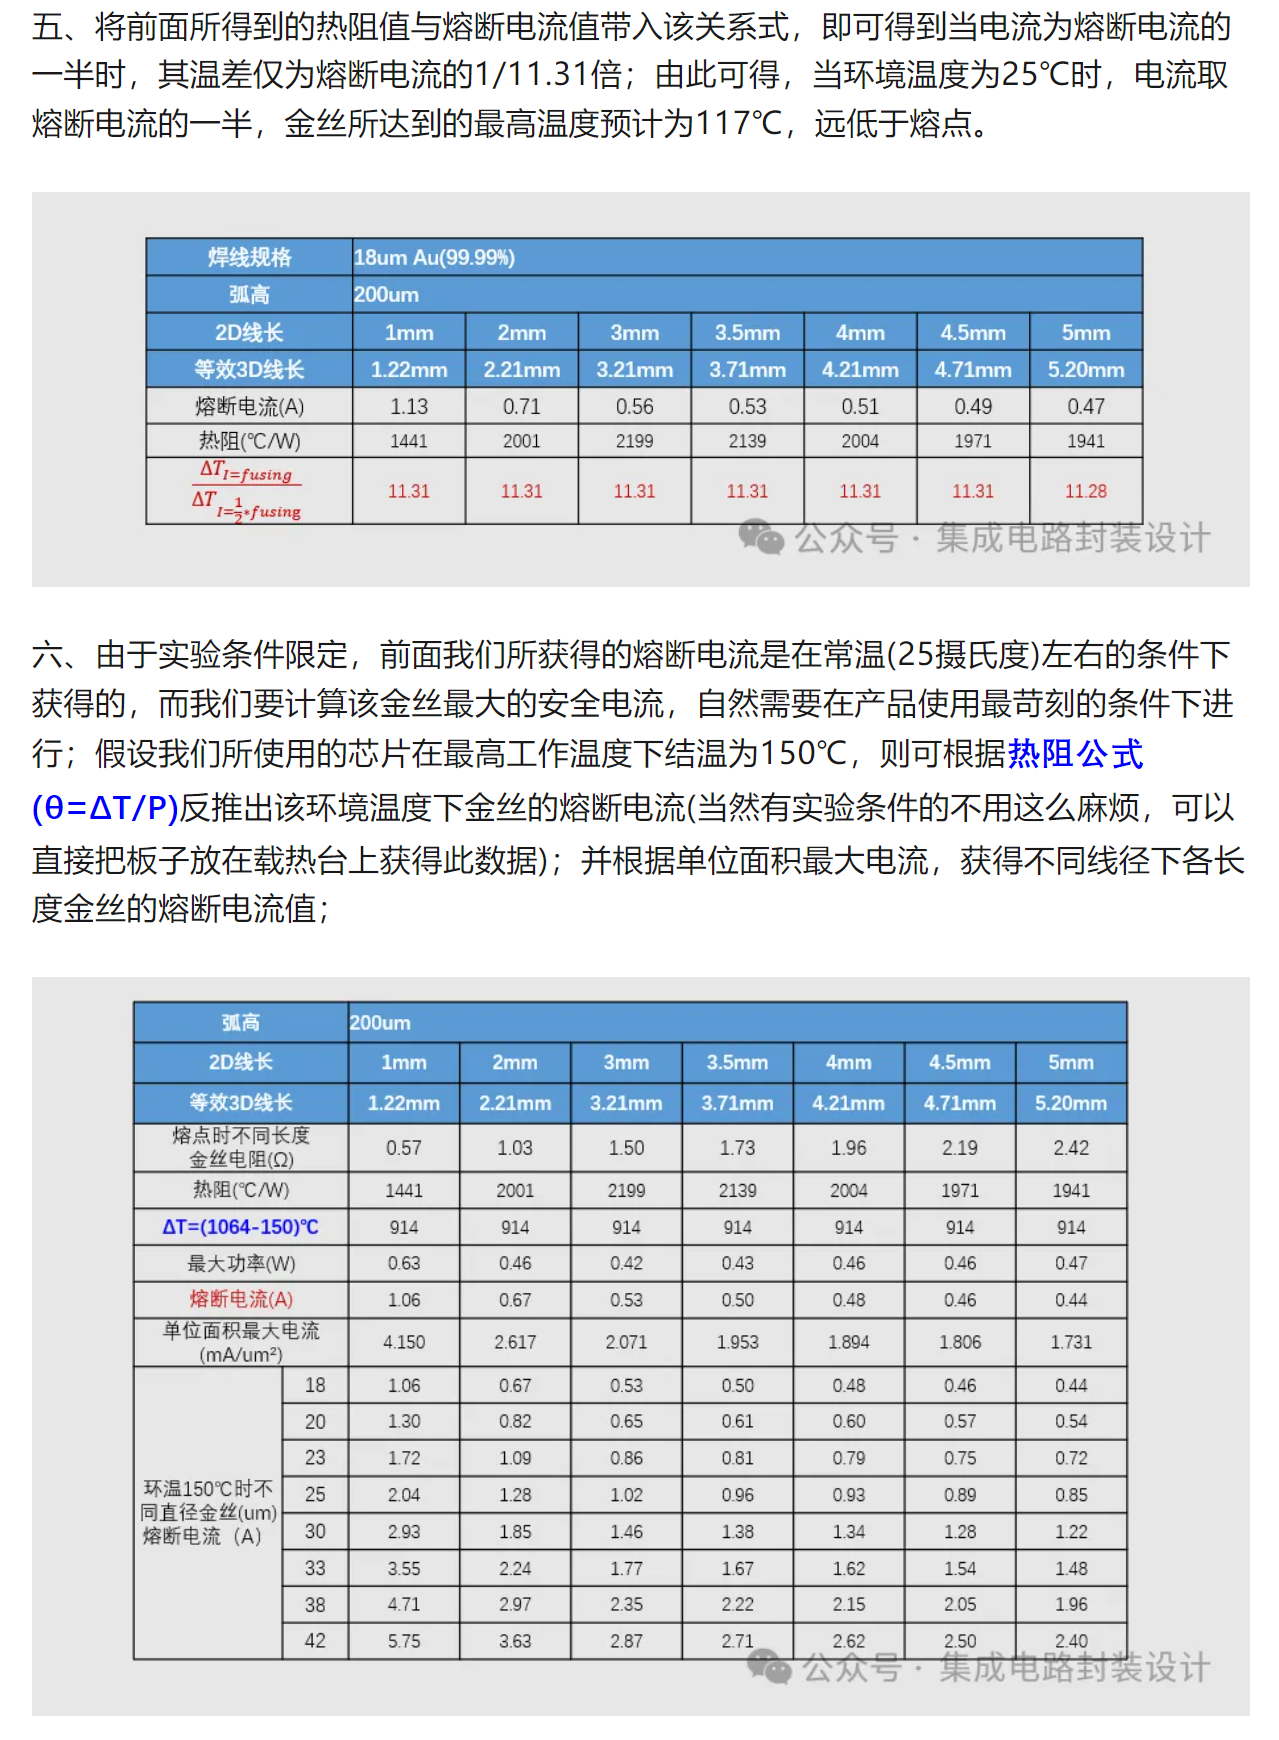 五、将前面所得到的热阻值与熔断电流值带入该关系式，即可得到当电流为熔断电流的
一半时，其温差仅为熔断电流的1/11.31倍；由此可得，当环境温度为25℃时，电流取
熔断电流的一半，金丝所达到的最高温度预计为117℃，远低于熔点。
焊线规格 18um Au(99.99%)
弧高 200um
2D线长 1mm 2mm 3mm 3.5mm 4mm 4.5mm 5mm
等效3D线长 1.22mm 2.21mm 3.21mm 3.71mm 4.21mm 4.71mm 5.20mm
熔断电流(A) 1.13 0.71 0.56 0.53 0.51 0.49 0.47
热阻(℃/W) 1441 2001 2199 2139 2004 1971 1941
ΔT I=fusing
ΔT I=1/2*fusing 11.31 11.31 11.31 11.31 11.31 11.31 11.28
公众号 · 集成电路封装设计
六、由于实验条件限定，前面我们所获得的熔断电流是在常温(25摄氏度)左右的条件下
获得的，而我们要计算该金丝最大的安全电流，自然需要在产品使用最苛刻的条件下进
行；假设我们所使用的芯片在最高工作温度下结温为150℃，则可根据热阻公式
(θ=ΔT/P)反推出该环境温度下金丝的熔断电流(当然有实验条件的不用这么麻烦，可以
直接把板子放在载热台上获得此数据)；并根据单位面积最大电流，获得不同线径下各长
度金丝的熔断电流值；
弧高 200um
2D线长 1mm 2mm 3mm 3.5mm 4mm 4.5mm 5mm
等效3D线长 1.22mm 2.21mm 3.21mm 3.71mm 4.21mm 4.71mm 5.20mm
熔点时不同长度
金丝电阻(Ω) 0.57 1.03 1.50 1.73 1.96 2.19 2.42
热阻(℃/W) 1441 2001 2199 2139 2004 1971 1941
ΔT=(1064-150)℃ 914 914 914 914 914 914 914
最大功率(W) 0.63 0.46 0.42 0.43 0.46 0.46 0.47
熔断电流(A) 1.06 0.67 0.53 0.50 0.48 0.46 0.44
单位面积最大电流
(mA/um²) 4.150 2.617 2.071 1.953 1.894 1.806 1.731
环温150℃时不
同直径金丝(um)
熔断电流（A）
18 1.06 0.67 0.53 0.50 0.48 0.46 0.44
20 1.30 0.82 0.65 0.61 0.60 0.57 0.54
23 1.72 1.09 0.86 0.81 0.79 0.75 0.72
25 2.04 1.28 1.02 0.96 0.93 0.89 0.85
30 2.93 1.85 1.46 1.38 1.34 1.28 1.22
33 3.55 2.24 1.77 1.67 1.62 1.54 1.48
38 4.71 2.97 2.35 2.22 2.15 2.05 1.96
42 5.75 3.63 2.87 2.71 2.62 2.50 2.40
公众号 · 集成电路封装设计